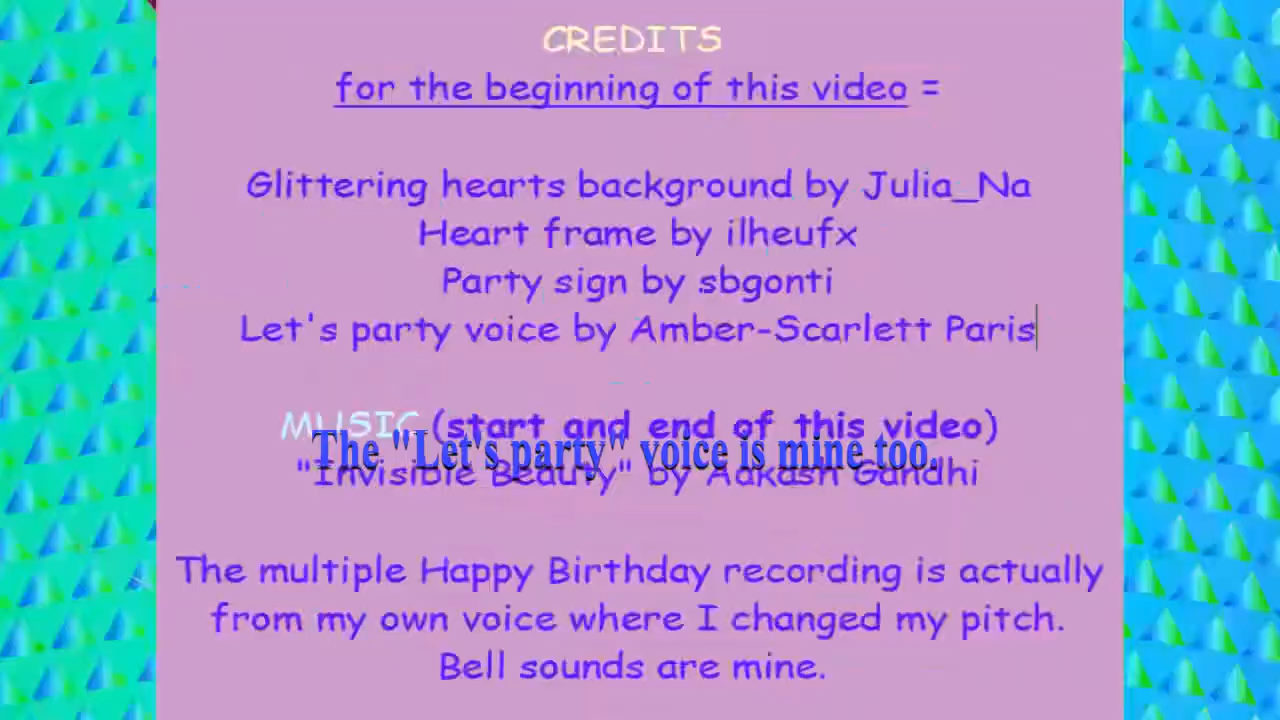 CREDITS
for the beginning of this video =
Glittering hearts background by Julia_Na
Heart frame by ilheufx
Party sign by sbgonti
Let's party voice by Amber-Scarlett Paris
MUSIC (start and end of this video)
The "Let's party" voice is mine too.
"Invisible Beauty" by Aakash Gandhi
The multiple Happy Birthday recording is actually
from my own voice where I changed my pitch.
Bell sounds are mine.